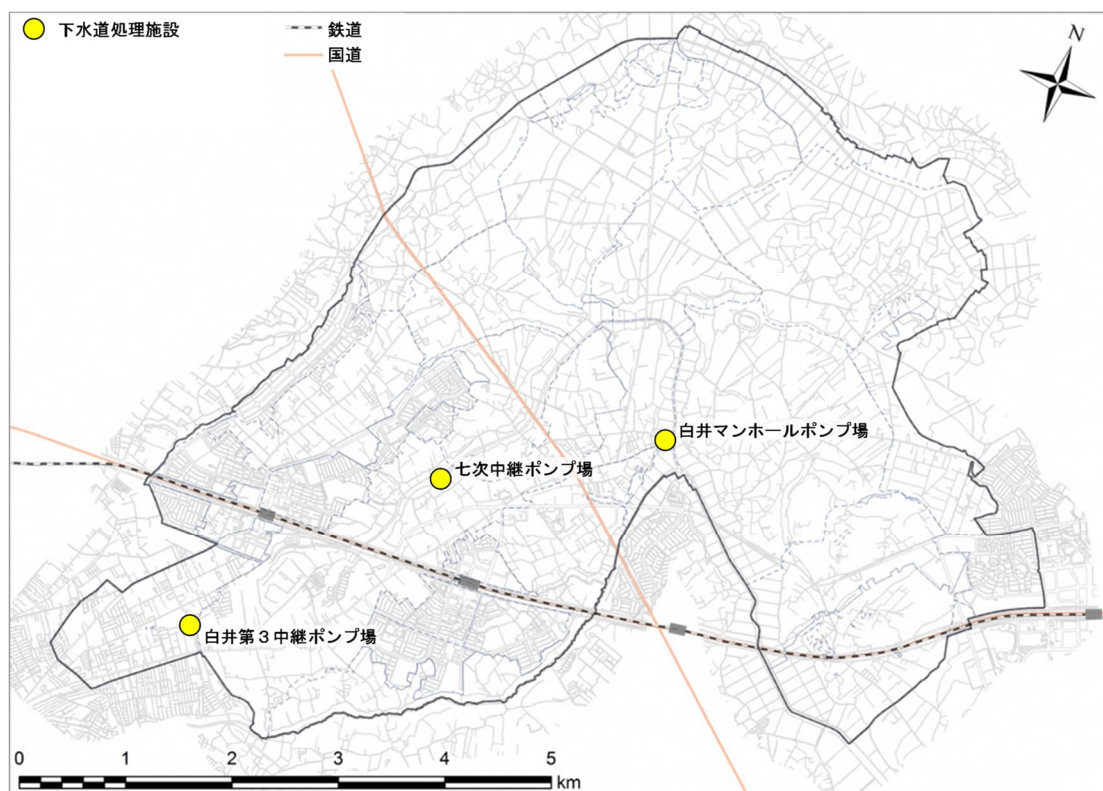 下水道処理施設
鉄道
国道
N
白井マンホールポンプ場
七次中継ポンプ場
白井第3中継ポンプ場
0 1 2 3 4 5
km